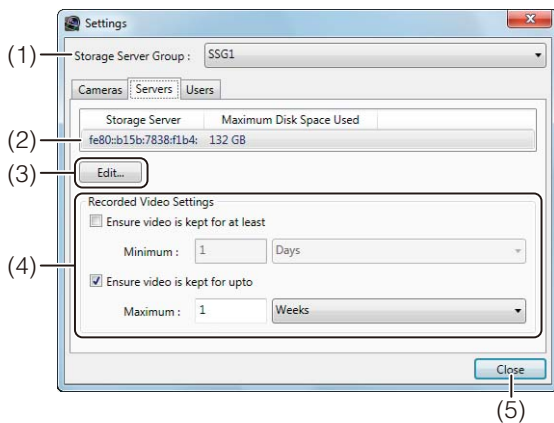 Settings
(1)
Storage Server Group :
SSG1
Cameras Servers Users
Storage Server Maximum Disk Space Used
(2)
fe80::b15b:7838:f1b4: 132 GB
(3)
Edit...
Recorded Video Settings
Ensure video is kept for at least
Minimum : 1 Days
(4)
Ensure video is kept for upto
Maximum : 1 Weeks
Close
(5)